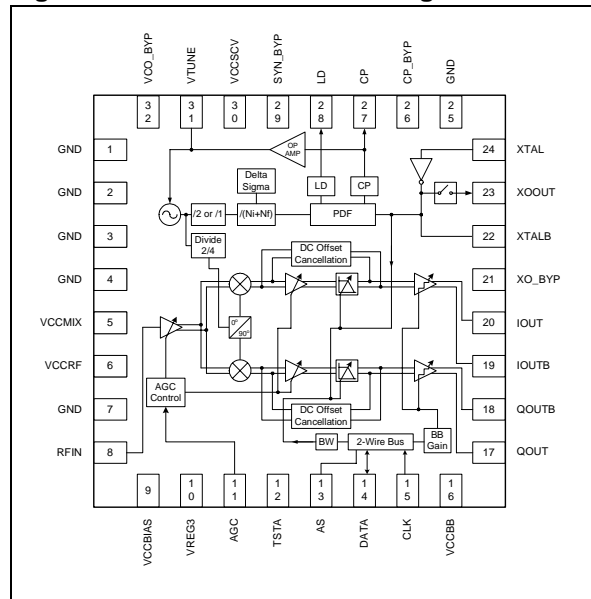 VCO_BYP
VTUNE
VCCSCV
SYN_BYP
LD
CP
CP_BYP
GND
32
31
30
29
28
27
26
25
GND 1
GND 2
GND 3
GND 4
VCCMIX 5
VCCRF 6
GND 7
RFIN 8
OP
AMP
Delta
Sigma
LD
CP
/2 or /1
/(Ni+Nf)
PDF
Divide
2/4
DC Offset
Cancellation
0°
90°
AGC
Control
DC Offset
Cancellation
BW
2-Wire Bus
BB
Gain
24 XTAL
23 XOOUT
22 XTALB
21 XO_BYP
20 IOUT
19 IOUTB
18 QOUTB
17 QOUT
9
10
11
12
13
14
15
16
VCCBIAS
VREG3
AGC
TSTA
AS
DATA
CLK
VCCBB